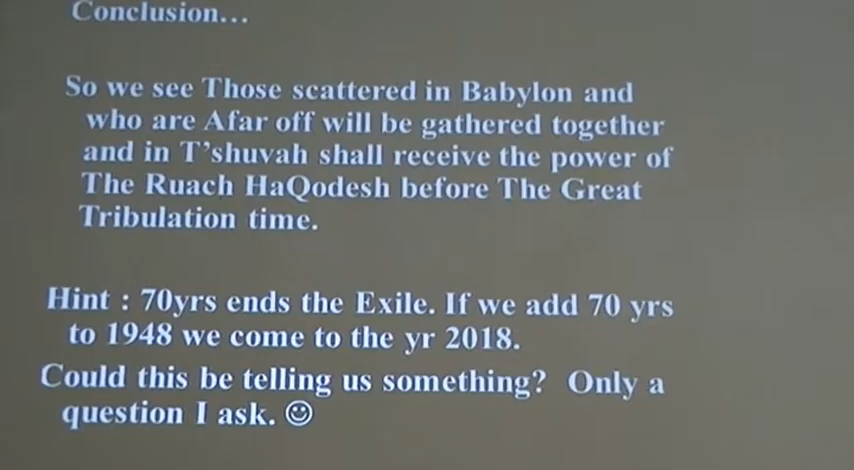 Conclusion...
So we see Those scattered in Babylon and
who are Afar off will be gathered together
and in T'shuvah shall receive the power of
The Ruach HaQodesh before The Great
Tribulation time.
Hint : 70yrs ends the Exile. If we add 70 yrs
to 1948 we come to the yr 2018.
Could this be telling us something?  Only a
question I ask. ☺